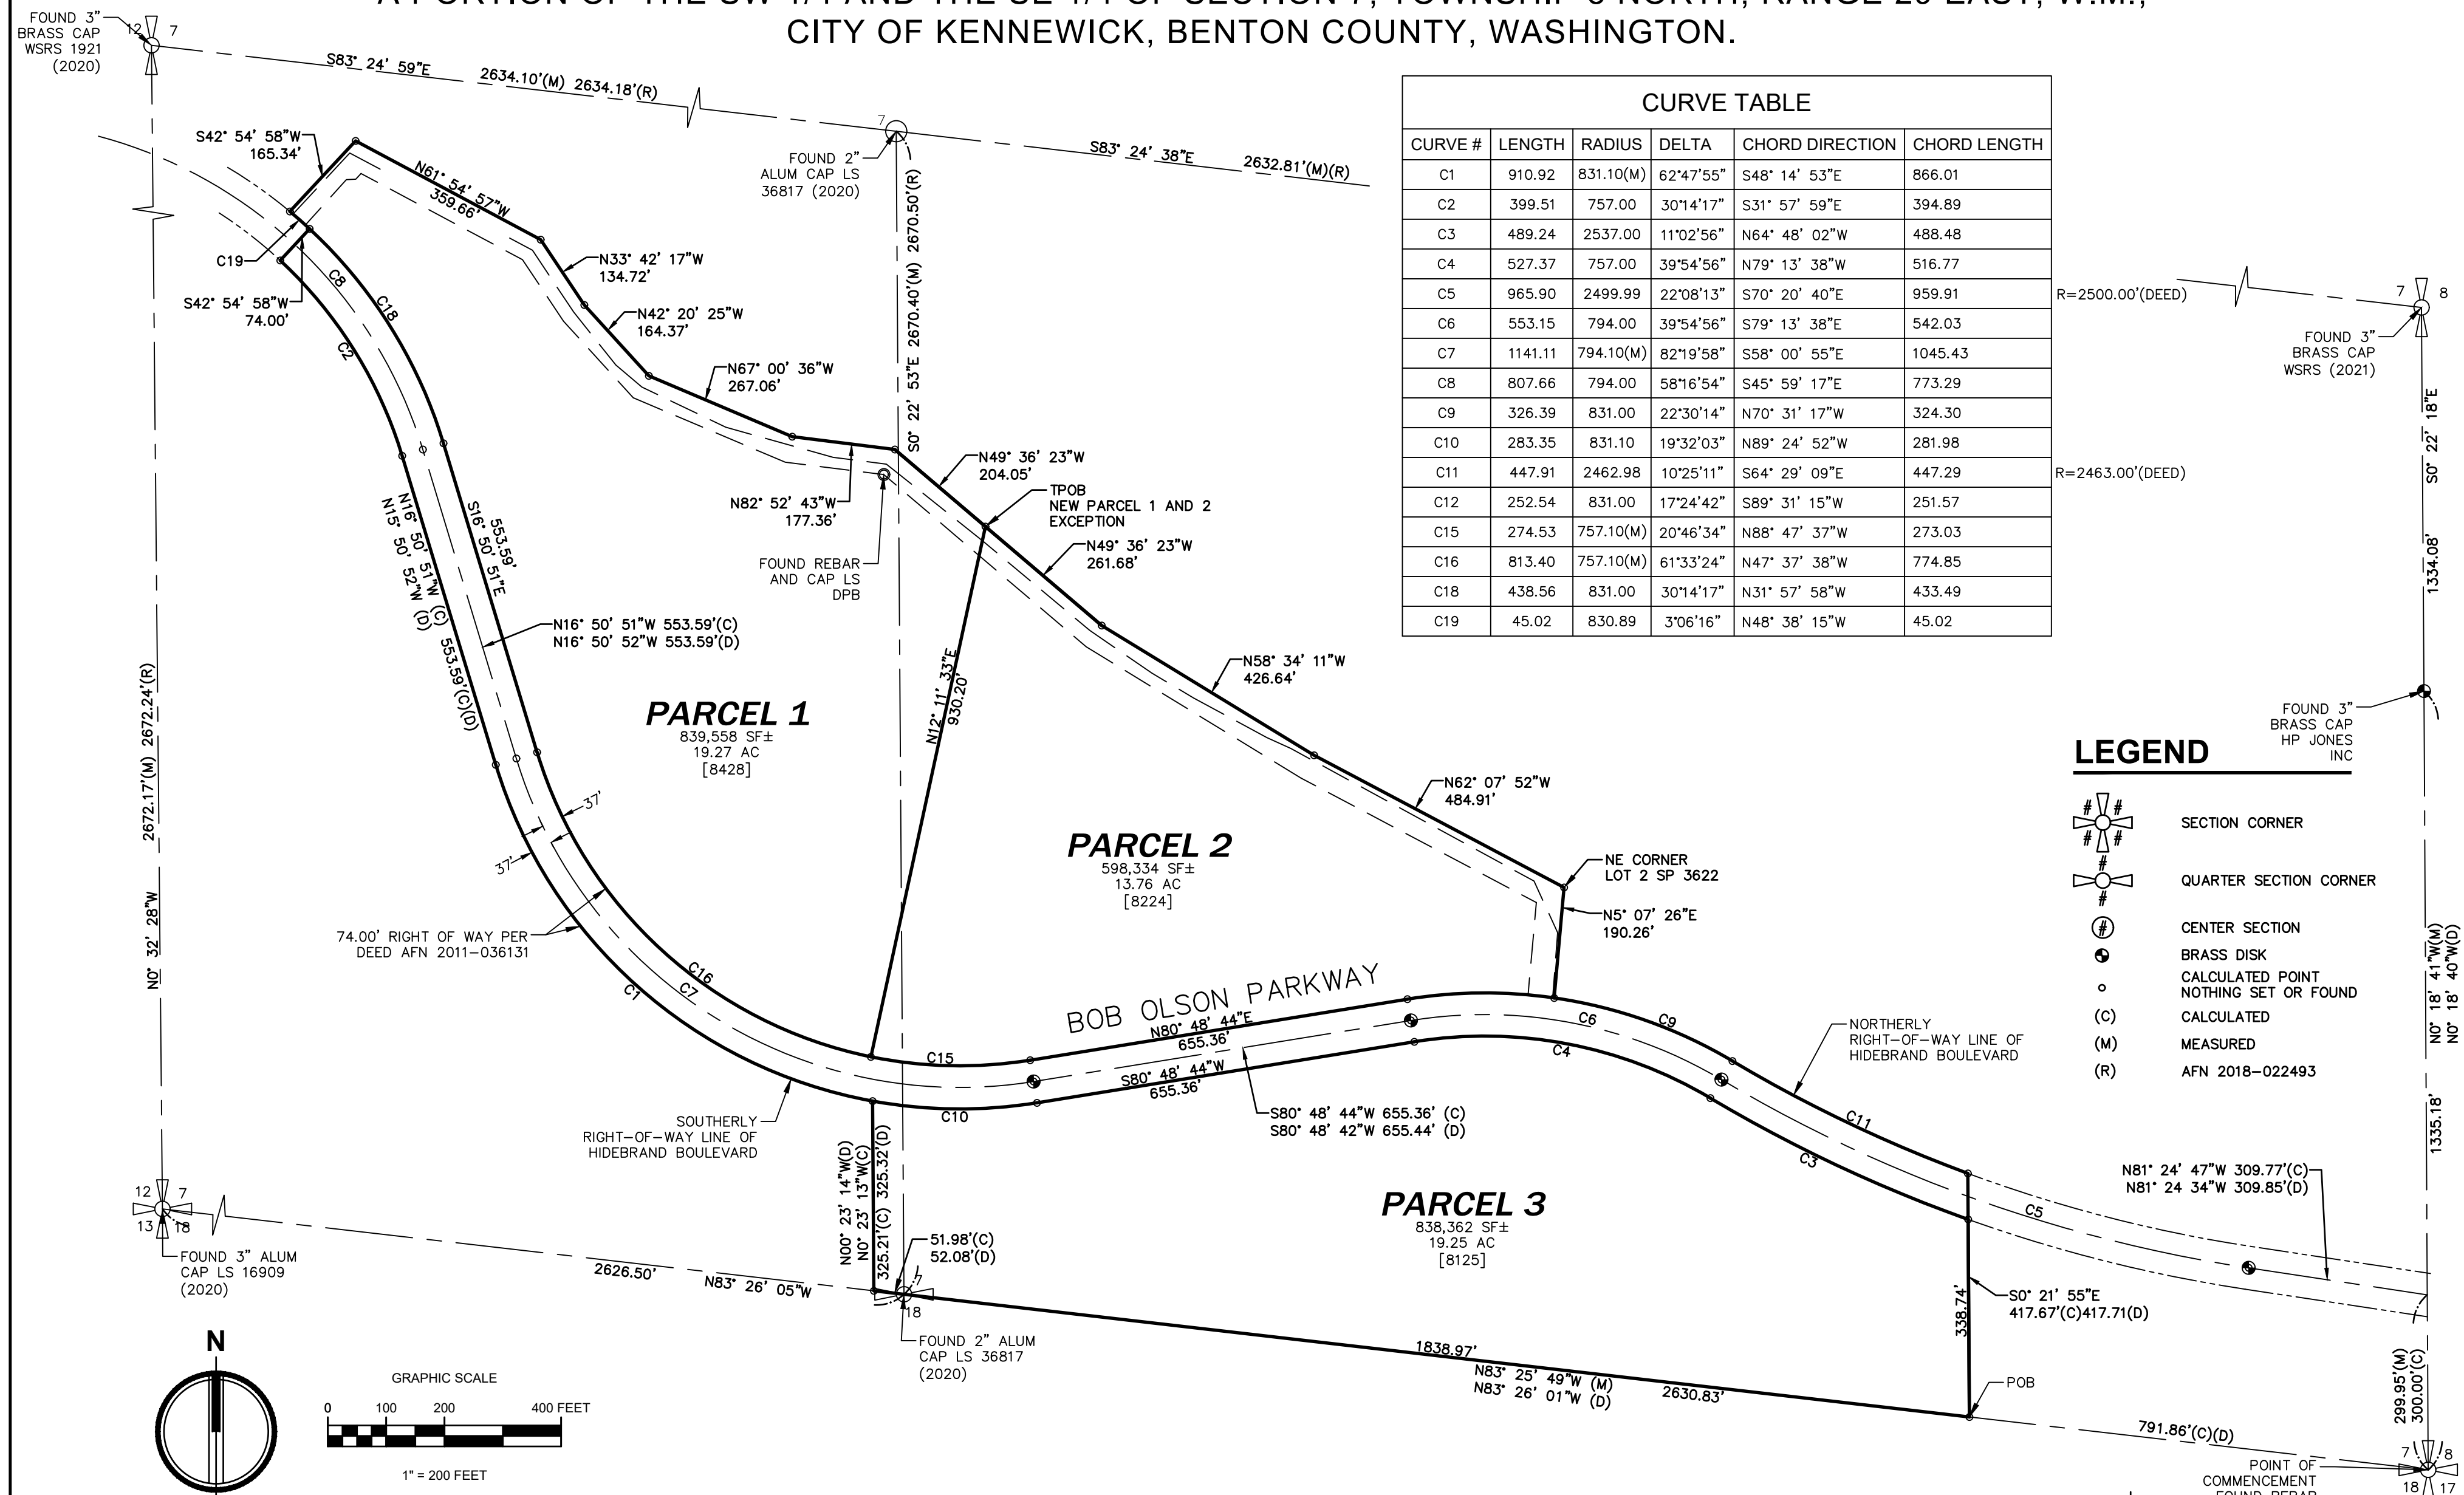 CITY OF KENNEWICK, BENTON COUNTY, WASHINGTON.
FOUND 3"
BRASS CAP
WSRS 1921
(2020)
12
7
S83° 24' 59"E
2634.10'(M) 2634.18'(R)
7
FOUND 2"
ALUM CAP LS
36817 (2020)
S83° 24' 38"E
2632.81'(M)(R)
S42° 54' 58"W
165.34'
N61° 54' 57"W
359.66'
C19
S42° 54' 58"W
74.00'
C8
C18
C2
N33° 42' 17"W
134.72'
N42° 20' 25"W
164.37'
N67° 00' 36"W
267.06'
S0° 22' 53"E 2670.40'(M) 2670.50'(R)
N82° 52' 43"W
177.36'
FOUND REBAR
AND CAP LS
DPB
N49° 36' 23"W
204.05'
TPOB
NEW PARCEL 1 AND 2
EXCEPTION
N49° 36' 23"W
261.68'
N58° 34' 11"W
426.64'
N62° 07' 52"W
484.91'
NE CORNER
LOT 2 SP 3622
N5° 07' 26"E
190.26'
CURVE TABLE
CURVE # LENGTH RADIUS DELTA CHORD DIRECTION CHORD LENGTH
C1 910.92 831.10(M) 62°47'55" S48° 14' 53"E 866.01
C2 399.51 757.00 30°14'17" S31° 57' 59"E 394.89
C3 489.24 2537.00 11°02'56" N64° 48' 02"W 488.48
C4 527.37 757.00 39°54'56" N79° 13' 38"W 516.77
C5 965.90 2499.99 22°08'13" S70° 20' 40"E 959.91 R=2500.00'(DEED)
C6 553.15 794.00 39°54'56" S79° 13' 38"E 542.03
C7 1141.11 794.10(M) 82°19'58" S58° 00' 55"E 1045.43
C8 807.66 794.00 58°16'54" S45° 59' 17"E 773.29
C9 326.39 831.00 22°30'14" N70° 31' 17"W 324.30
C10 283.35 831.10 19°32'03" N89° 24' 52"W 281.98
C11 447.91 2462.98 10°25'11" S64° 29' 09"E 447.29 R=2463.00'(DEED)
C12 252.54 831.00 17°24'42" S89° 31' 15"W 251.57
C15 274.53 757.10(M) 20°46'34" N88° 47' 37"W 273.03
C16 813.40 757.10(M) 61°33'24" N47° 37' 38"W 774.85
C18 438.56 831.00 30°14'17" N31° 57' 58"W 433.49
C19 45.02 830.89 3°06'16" N48° 38' 15"W 45.02
7 8
FOUND 3"
BRASS CAP
WSRS (2021)
S0° 22' 18"E
1334.08'
FOUND 3"
BRASS CAP
HP JONES
INC
N0° 18' 41"W(M)
N0° 18' 40"W(D)
1335.18'
LEGEND
# #
# #
SECTION CORNER
#
#
QUARTER SECTION CORNER
#
CENTER SECTION
BRASS DISK
CALCULATED POINT
NOTHING SET OR FOUND
(C) CALCULATED
(M) MEASURED
(R) AFN 2018-022493
N16° 50' 51"W (C)
N15° 50' 52"W (D)
553.59'(C)(D)
553.59'
S16° 50' 51"E
N16° 50' 51"W 553.59'(C)
N16° 50' 52"W 553.59'(D)
2672.17'(M) 2672.24'(R)
N0° 32' 28"W
PARCEL 1
839,558 SF±
19.27 AC
[8428]
N12° 11' 33"E
930.20'
PARCEL 2
598,334 SF±
13.76 AC
[8224]
37'
37'
74.00' RIGHT OF WAY PER
DEED AFN 2011-036131
C16
C7
C1
BOB OLSON PARKWAY
N80° 48' 44"E
655.36'
C15
C10
S80° 48' 44"W
655.36'
C6
C9
C4
C11
C3
C5
NORTHERLY
RIGHT-OF-WAY LINE OF
HIDEBRAND BOULEVARD
SOUTHERLY
RIGHT-OF-WAY LINE OF
HIDEBRAND BOULEVARD
S80° 48' 44"W 655.36' (C)
S80° 48' 42"W 655.44' (D)
N00° 23' 14"W(D)
N0° 23' 13"W(C)
325.21'(C) 325.32'(D)
51.98'(C)
52.08'(D)
PARCEL 3
838,362 SF±
19.25 AC
[8125]
N81° 24' 47"W 309.77'(C)
N81° 24 34"W 309.85'(D)
S0° 21' 55"E
417.67'(C)417.71(D)
338.74'
12 7
13 18
FOUND 3" ALUM
CAP LS 16909
(2020)
2626.50'
N83° 26' 05"W
7
18
FOUND 2" ALUM
CAP LS 36817
(2020)
1838.97'
N83° 25' 49"W (M)
N83° 26' 01"W (D)
2630.83'
POB
791.86'(C)(D)
299.95'(M)
300.00'(C)
7 8
18 17
POINT OF
COMMENCEMENT
N
GRAPHIC SCALE
0 100 200 400 FEET
1" = 200 FEET